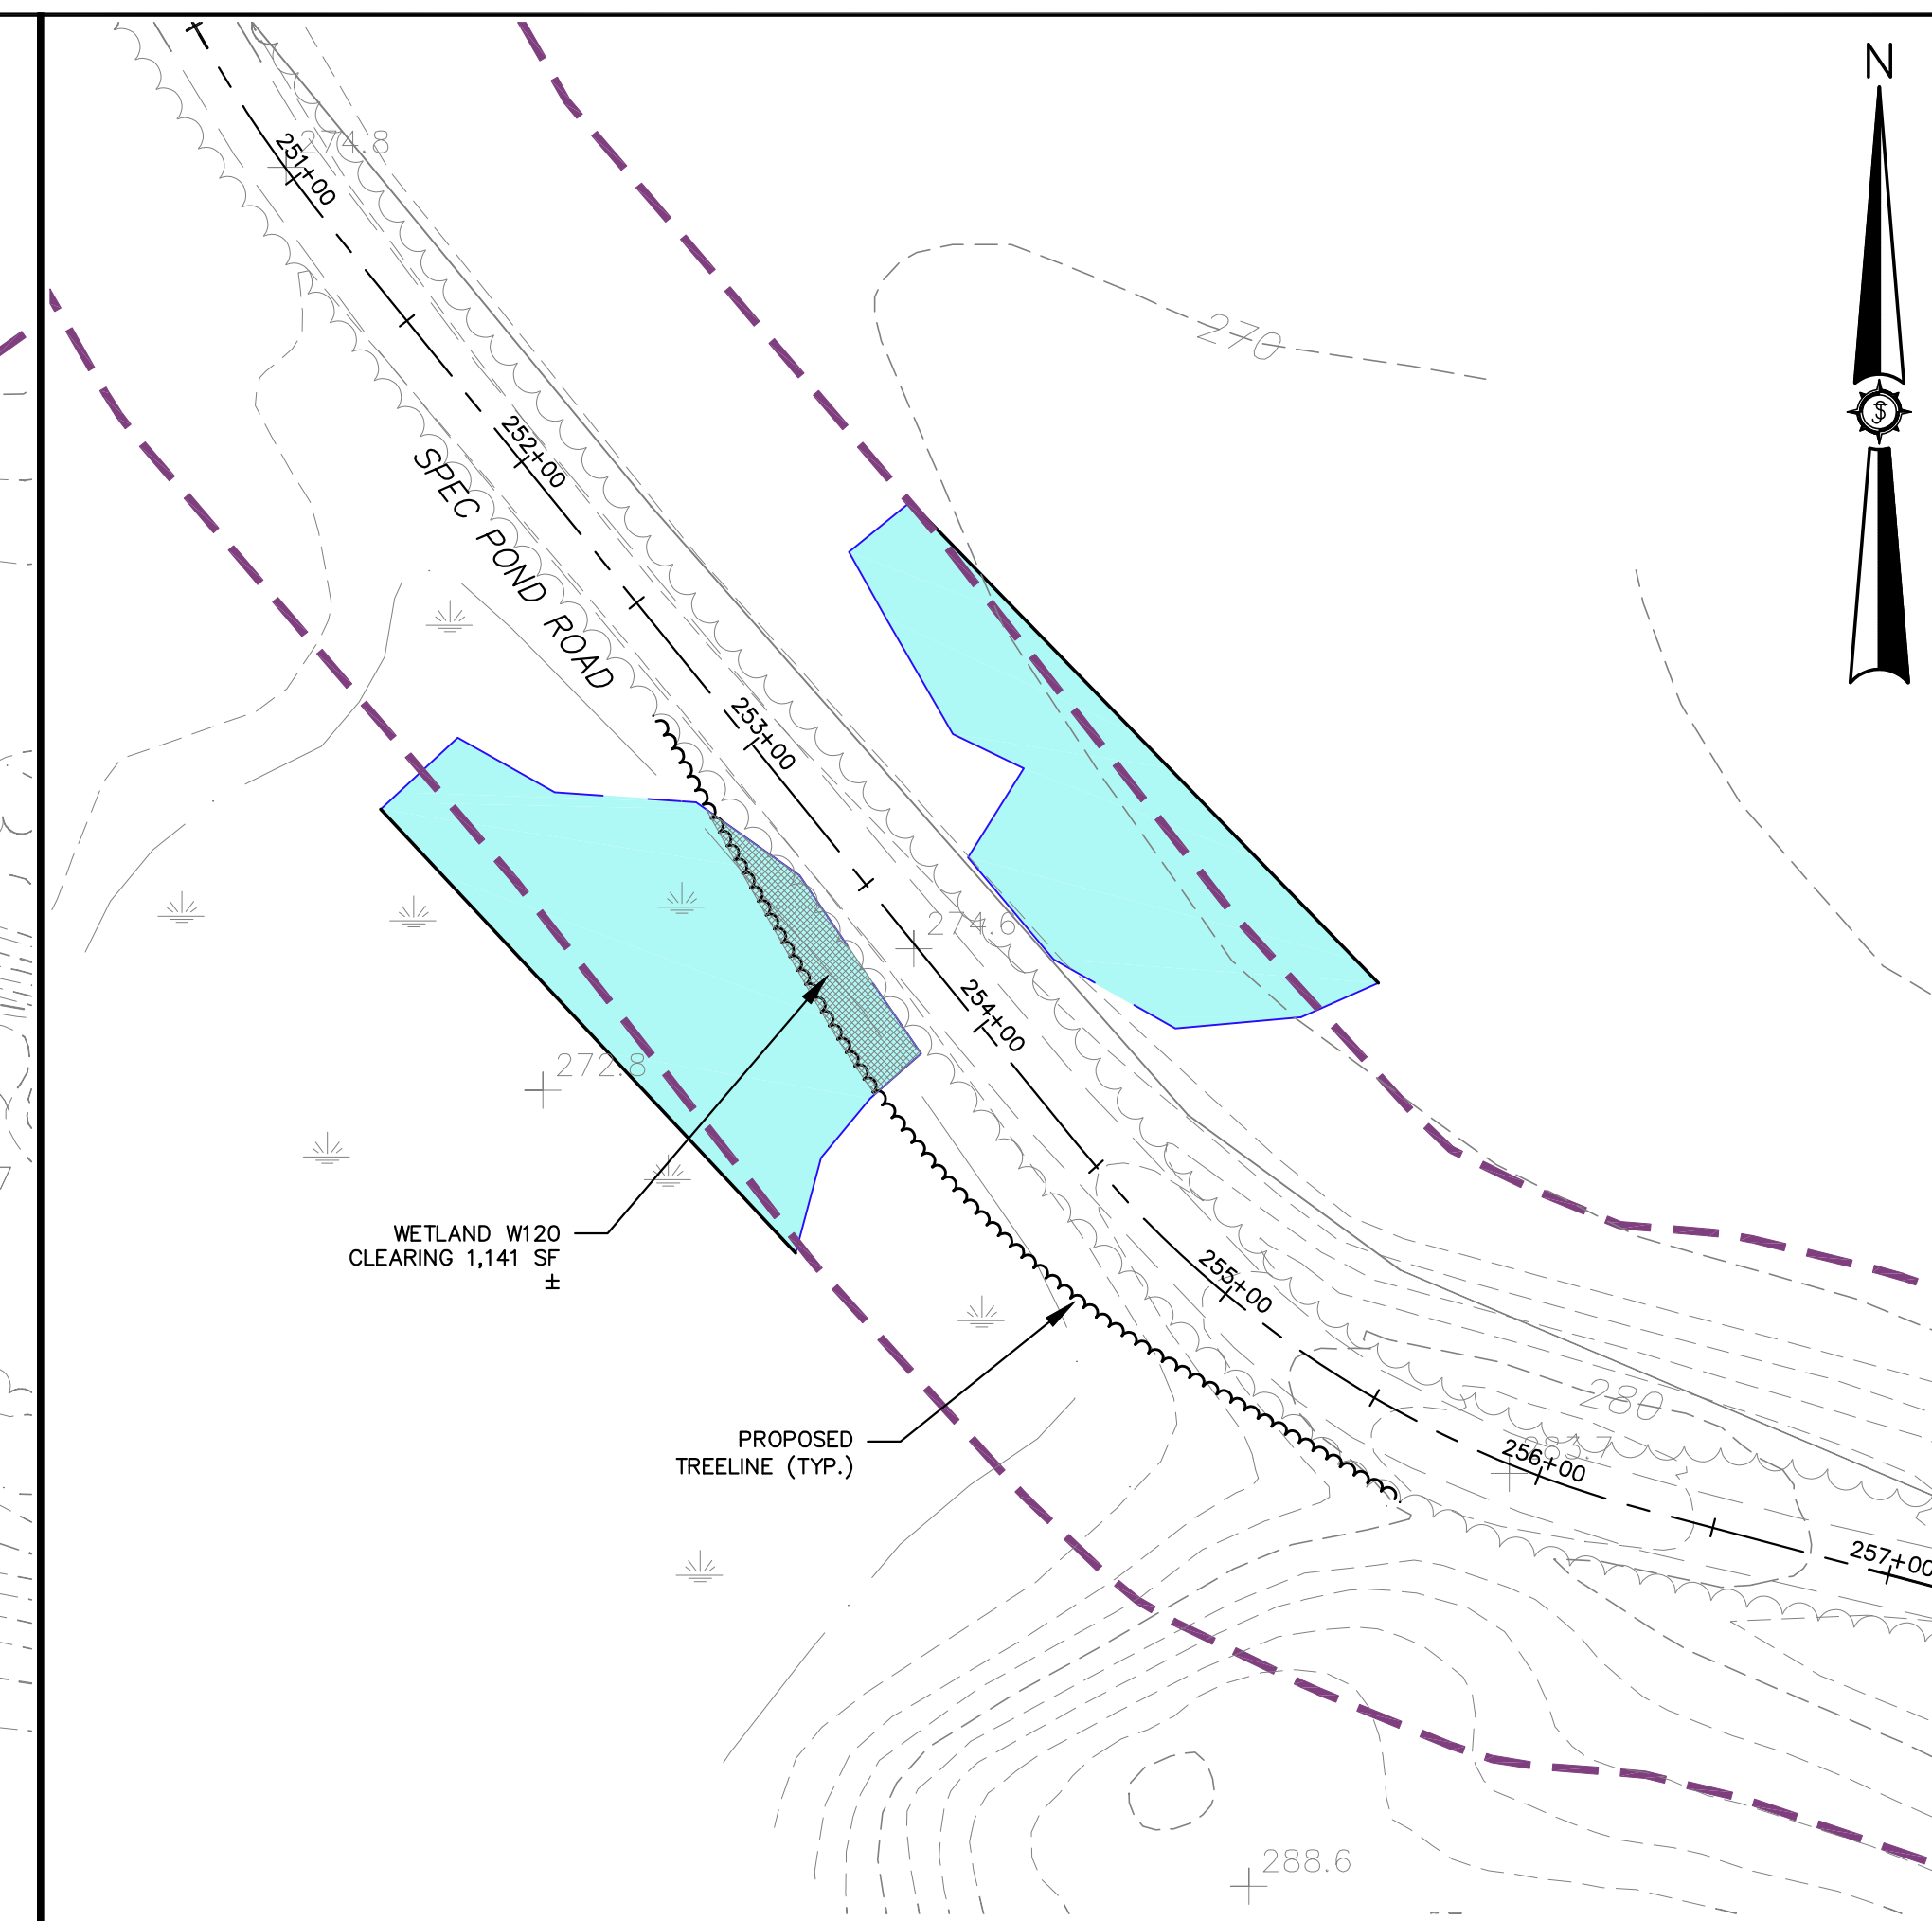 N
274.8
251+00
270
252+00
SPEC POND ROAD
253+00
274.6
254+00
272.8
WETLAND W120
CLEARING 1,141 SF
±
255+00
280
PROPOSED
TREELINE (TYP.)
256+00
257+00
288.6